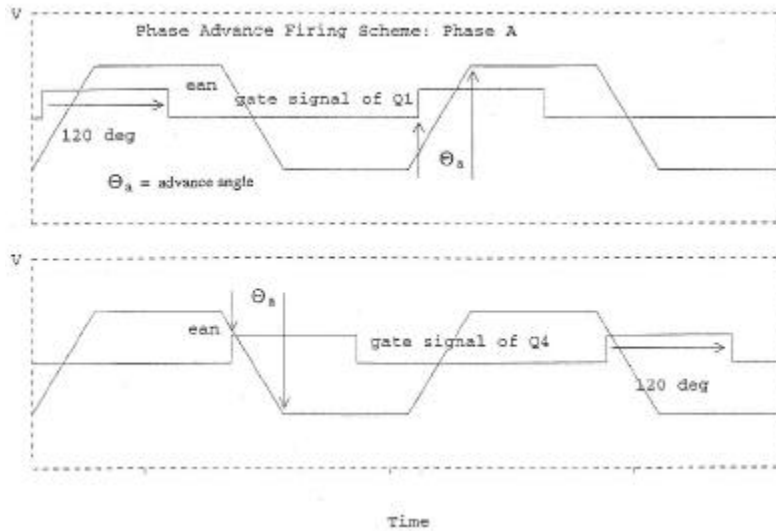 V
Phase Advance Firing Scheme: Phase A
ean
gate signal of Q1
120 deg
Θa
Θa = advance angle
V
Θa
ean
gate signal of Q4
120 deg
Time